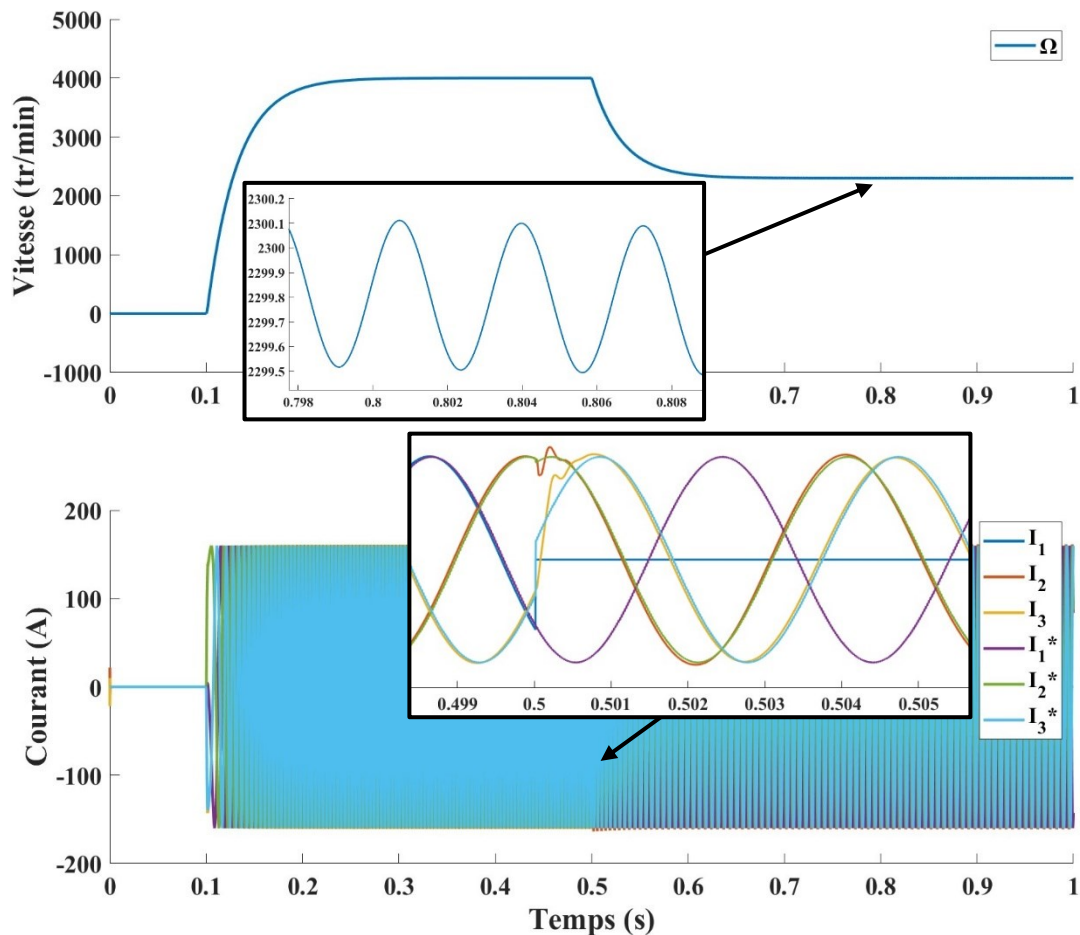 5000
4000
3000
2000
1000
0
-1000
Vitesse (tr/min)
Ω
2300.2
2300.1
2300
2299.9
2299.8
2299.7
2299.6
2299.5
0.798 0.8 0.802 0.804 0.806 0.808
0 0.1 0.7 0.8 0.9 1
200
100
0
-100
-200
Courant (A)
0.499 0.5 0.501 0.502 0.503 0.504 0.505
I1
I2
I3
I1*
I2*
I3*
0 0.1 0.2 0.3 0.4 0.5 0.6 0.7 0.8 0.9 1
Temps (s)